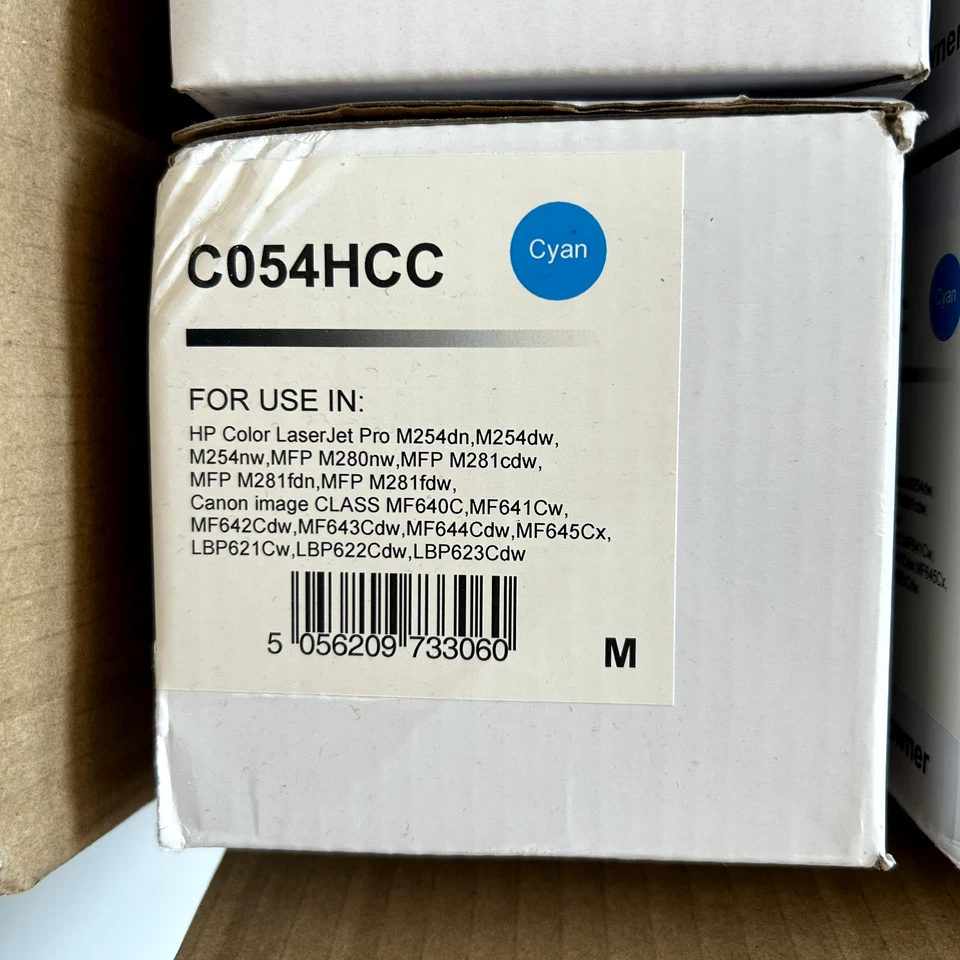 C054HCC
Cyan
FOR USE IN:
HP Color LaserJet Pro M254dn,M254dw,
M254nw,MFP M280nw,MFP M281cdw,
MFP M281fdn,MFP M281fdw,
Canon image CLASS MF640C,MF641Cw,
MF642Cdw,MF643Cdw,MF644Cdw,MF645Cx,
LBP621Cw,LBP622Cdw,LBP623Cdw
5 056209 733060
M
Cyan